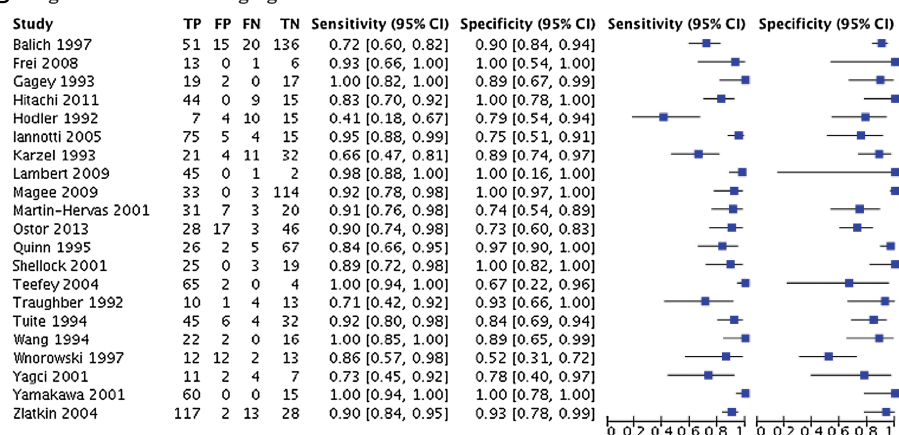 Study TP FP FN TN Sensitivity (95% CI) Specificity (95% CI) Sensitivity (95% CI) Specificity (95% CI)
Balich 1997 51 15 20 136 0.72 [0.60, 0.82] 0.90 [0.84, 0.94]
Frei 2008 13 0 1 6 0.93 [0.66, 1.00] 1.00 [0.54, 1.00]
Gagey 1993 19 2 0 17 1.00 [0.82, 1.00] 0.89 [0.67, 0.99]
Hitachi 2011 44 0 9 15 0.83 [0.70, 0.92] 1.00 [0.78, 1.00]
Hodler 1992 7 4 10 15 0.41 [0.18, 0.67] 0.79 [0.54, 0.94]
Iannotti 2005 75 5 4 15 0.95 [0.88, 0.99] 0.75 [0.51, 0.91]
Karzel 1993 21 4 11 32 0.66 [0.47, 0.81] 0.89 [0.74, 0.97]
Lambert 2009 45 0 1 2 0.98 [0.88, 1.00] 1.00 [0.16, 1.00]
Magee 2009 33 0 3 114 0.92 [0.78, 0.98] 1.00 [0.97, 1.00]
Martin-Hervas 2001 31 7 3 20 0.91 [0.76, 0.98] 0.74 [0.54, 0.89]
Ostor 2013 28 17 3 46 0.90 [0.74, 0.98] 0.73 [0.60, 0.83]
Quinn 1995 26 2 5 67 0.84 [0.66, 0.95] 0.97 [0.90, 1.00]
Shellock 2001 25 0 3 19 0.89 [0.72, 0.98] 1.00 [0.82, 1.00]
Teefey 2004 65 2 0 4 1.00 [0.94, 1.00] 0.67 [0.22, 0.96]
Traughber 1992 10 1 4 13 0.71 [0.42, 0.92] 0.93 [0.66, 1.00]
Tuite 1994 45 6 4 32 0.92 [0.80, 0.98] 0.84 [0.69, 0.94]
Wang 1994 22 2 0 16 1.00 [0.85, 1.00] 0.89 [0.65, 0.99]
Wnorowski 1997 12 12 2 13 0.86 [0.57, 0.98] 0.52 [0.31, 0.72]
Yagci 2001 11 2 4 7 0.73 [0.45, 0.92] 0.78 [0.40, 0.97]
Yamakawa 2001 60 0 0 15 1.00 [0.94, 1.00] 1.00 [0.78, 1.00]
Zlatkin 2004 117 2 13 28 0.90 [0.84, 0.95] 0.93 [0.78, 0.99]
0 0.2 0.4 0.6 0.8 1 0 0.2 0.4 0.6 0.8 1